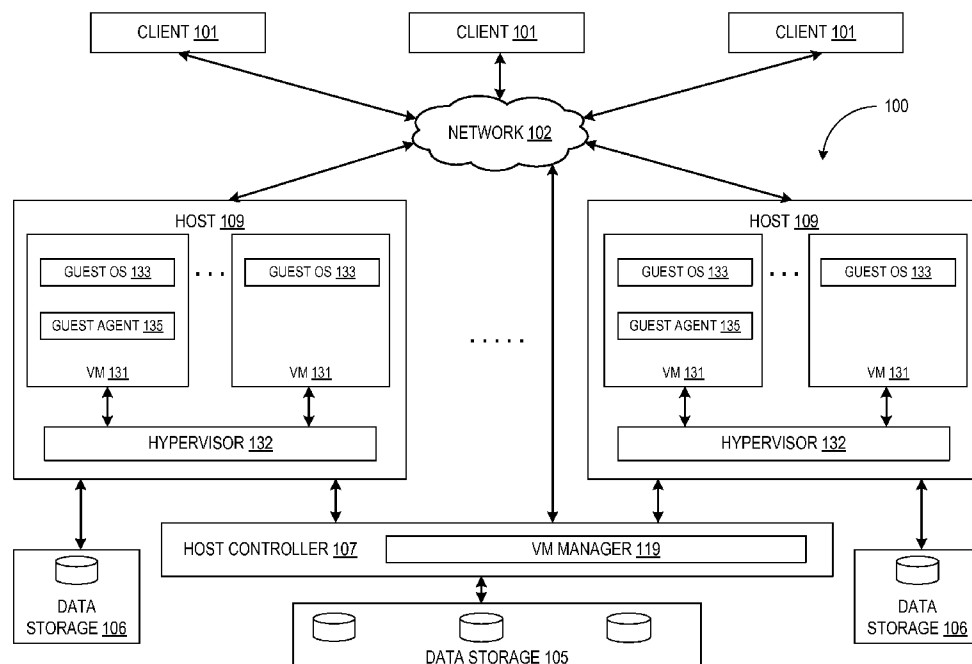 CLIENT 101
CLIENT 101
CLIENT 101
NETWORK 102
100
HOST 109
GUEST OS 133
GUEST AGENT 135
VM 131
. . .
GUEST OS 133
VM 131
HYPERVISOR 132
. . . . .
HOST 109
GUEST OS 133
GUEST AGENT 135
VM 131
. . .
GUEST OS 133
VM 131
HYPERVISOR 132
HOST CONTROLLER 107
VM MANAGER 119
DATA
STORAGE 106
DATA STORAGE 105
DATA
STORAGE 106